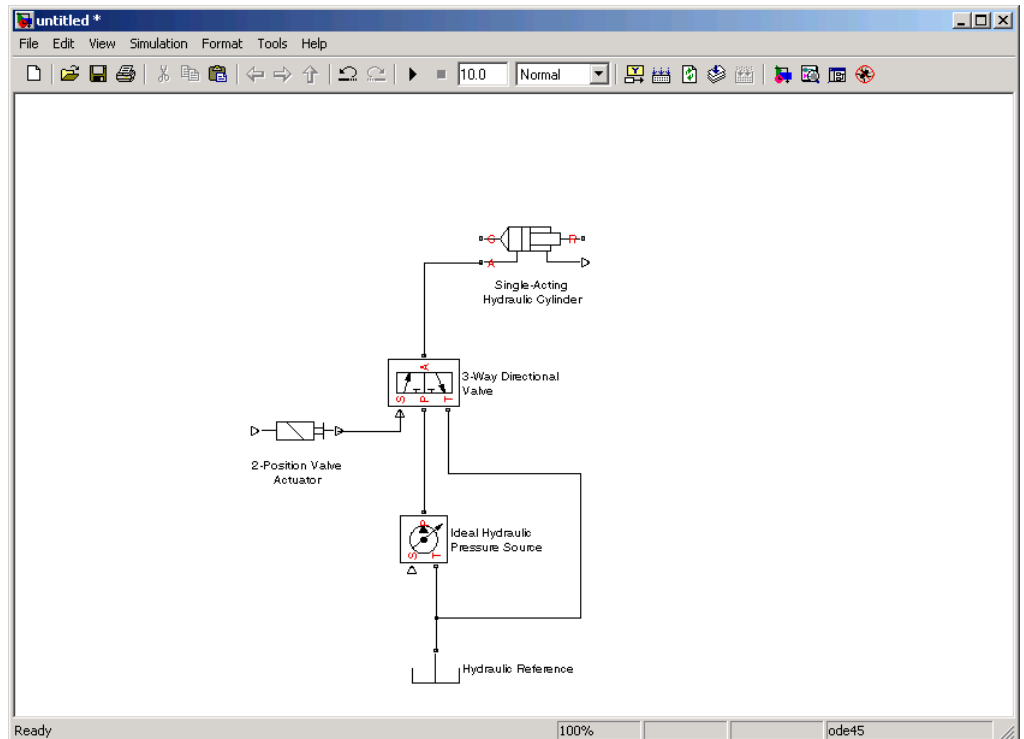 untitled *
File Edit View Simulation Format Tools Help
10.0 Normal
C R
A
Single-Acting
Hydraulic Cylinder
A
3-Way Directional
Valve
S P T
2-Position Valve
Actuator
P
Ideal Hydraulic
Pressure Source
S T
Hydraulic Reference
Ready 100% ode45